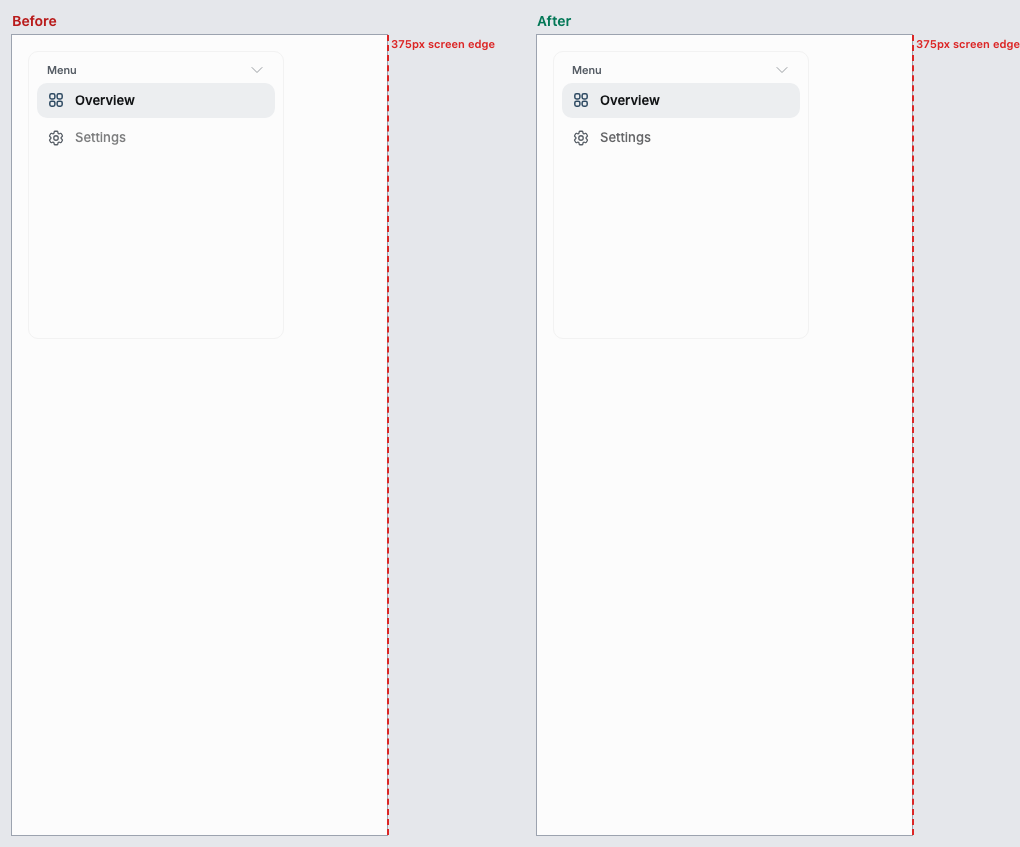 Before
375px screen edge
Menu
Overview
Settings
After
375px screen edge
Menu
Overview
Settings